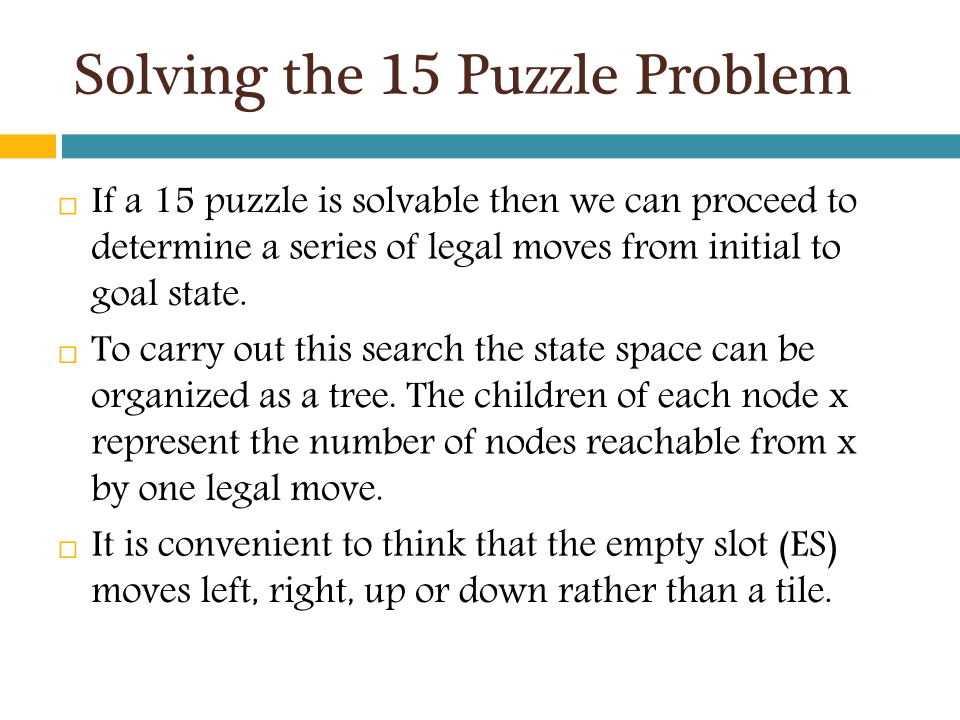 Solving the 15 Puzzle Problem
If a 15 puzzle is solvable then we can proceed to
determine a series of legal moves from initial to
goal state.
To carry out this search the state space can be
organized as a tree. The children of each node x
represent the number of nodes reachable from x
by one legal move.
It is convenient to think that the empty slot (ES)
moves left, right, up or down rather than a tile.